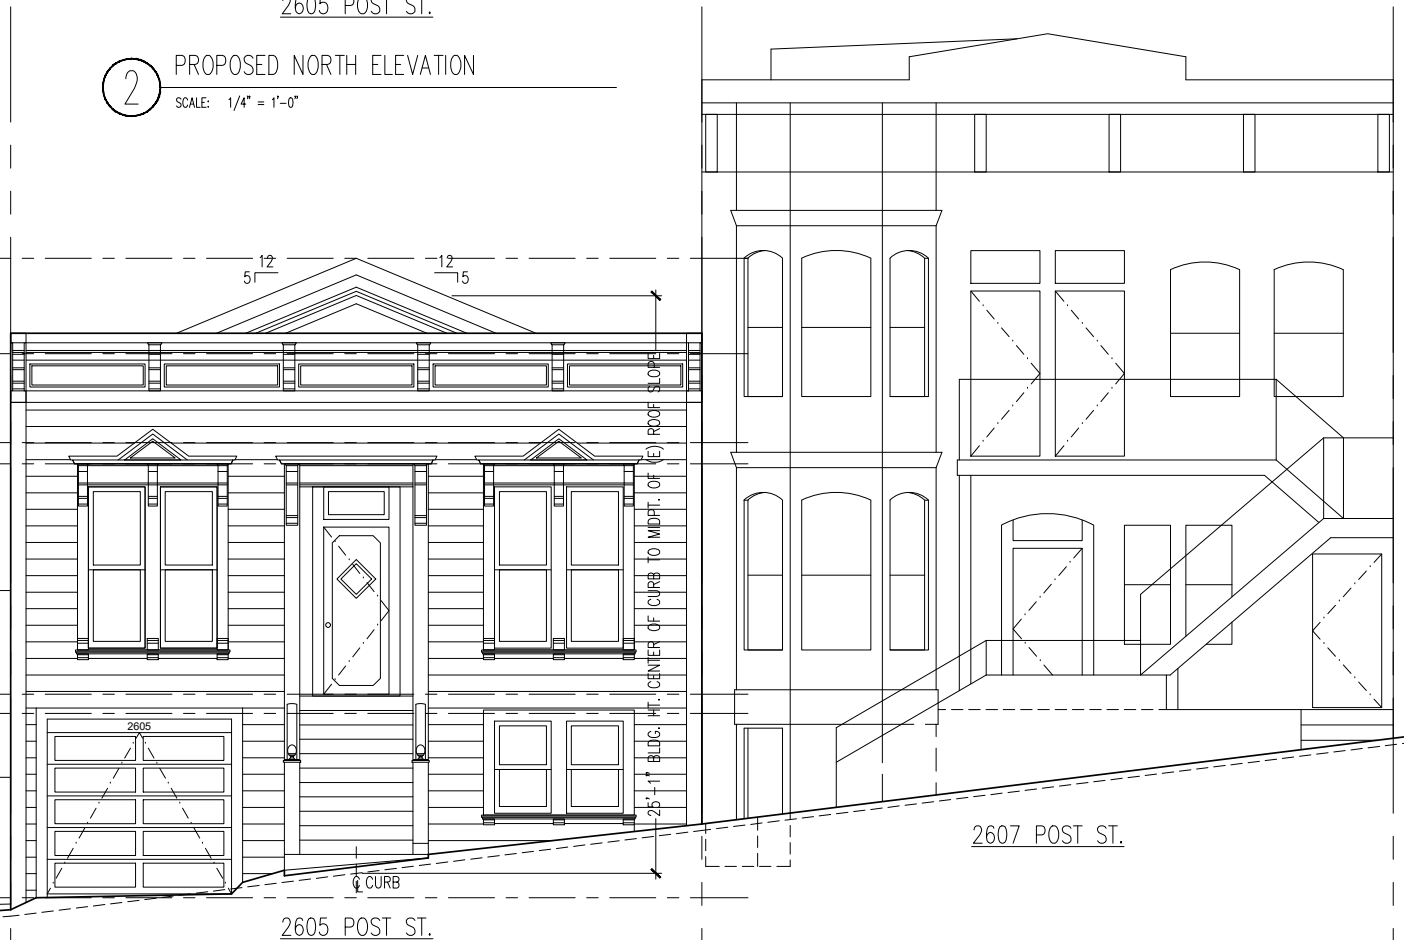 2605 POST ST.
2
PROPOSED NORTH ELEVATION
SCALE: 1/4" = 1'-0"
12
5
12
5
25'-1" BLDG. HT. CENTER OF CURB TO MIDPT. OF (E) ROOF SLOPE
2605
2607 POST ST.
℄ CURB
2605 POST ST.